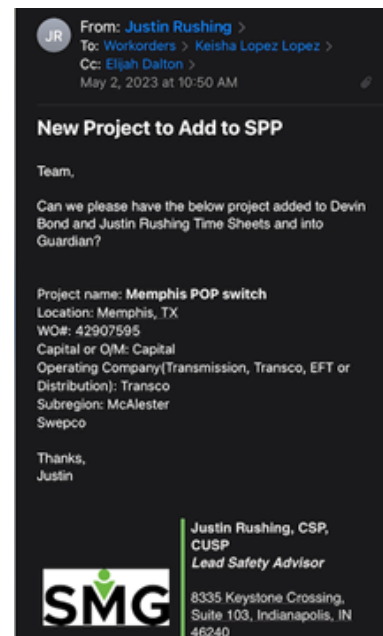 JR
From: Justin Rushing >
To: Workorders > Keisha Lopez Lopez >
Cc: Elijah Dalton >
May 2, 2023 at 10:50 AM
New Project to Add to SPP
Team,
Can we please have the below project added to Devin
Bond and Justin Rushing Time Sheets and into
Guardian?
Project name: Memphis POP switch
Location: Memphis, TX
WO#: 42907595
Capital or O/M: Capital
Operating Company(Transmission, Transco, EFT or
Distribution): Transco
Subregion: McAlester
Swepco
Thanks,
Justin
Justin Rushing, CSP,
CUSP
Lead Safety Advisor
SMG
8335 Keystone Crossing,
Suite 103, Indianapolis, IN
46240